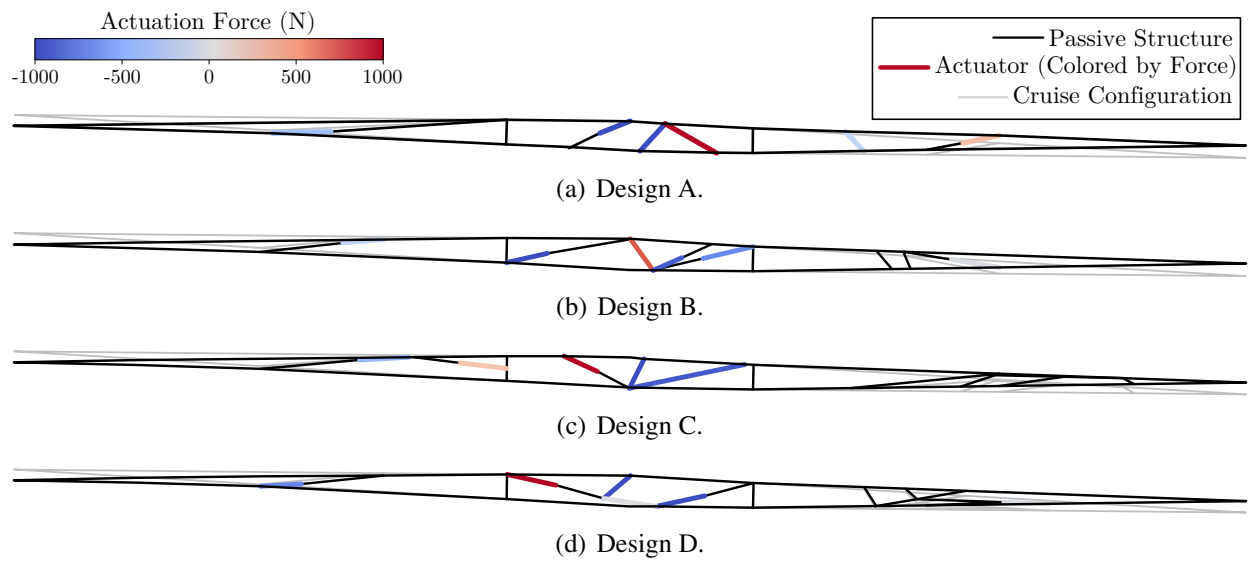 Actuation Force (N)
-1000 -500 0 500 1000
Passive Structure
Actuator (Colored by Force)
Cruise Configuration
(a) Design A.
(b) Design B.
(c) Design C.
(d) Design D.